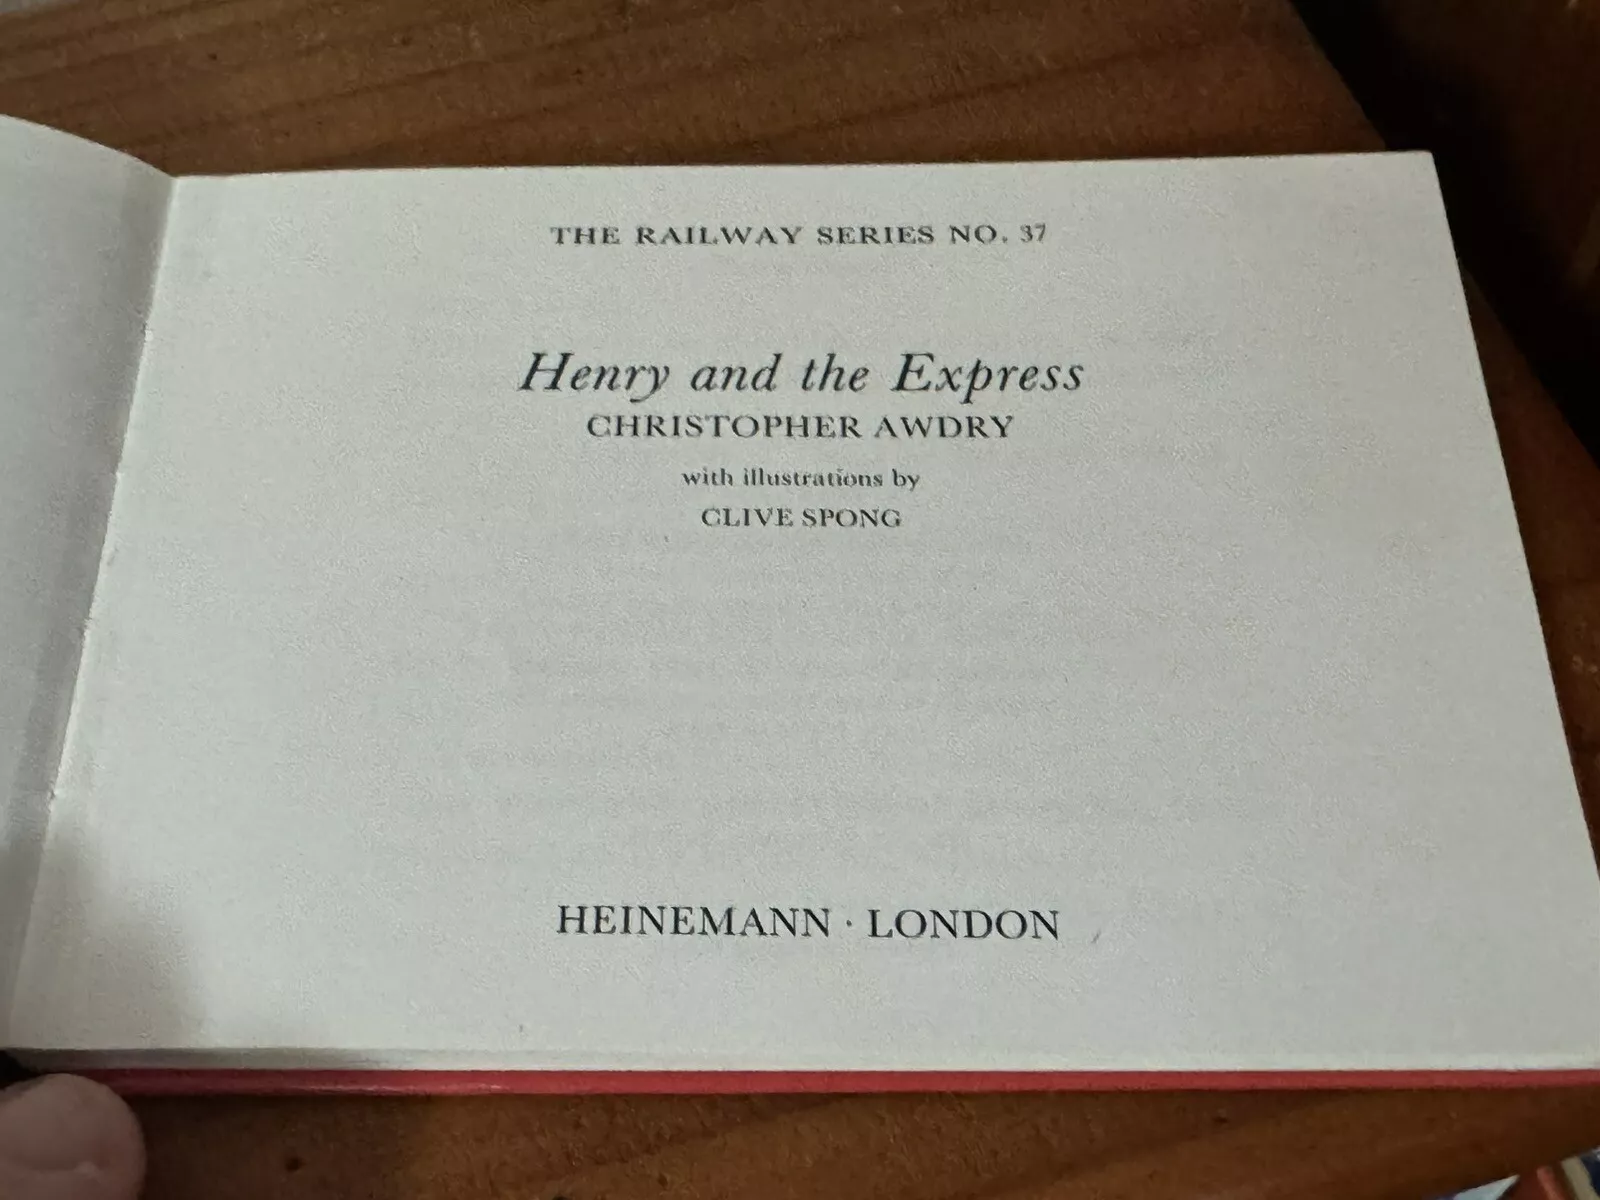 THE RAILWAY SERIES NO. 37
Henry and the Express
CHRISTOPHER AWDRY
with illustrations by
CLIVE SPONG
HEINEMANN · LONDON